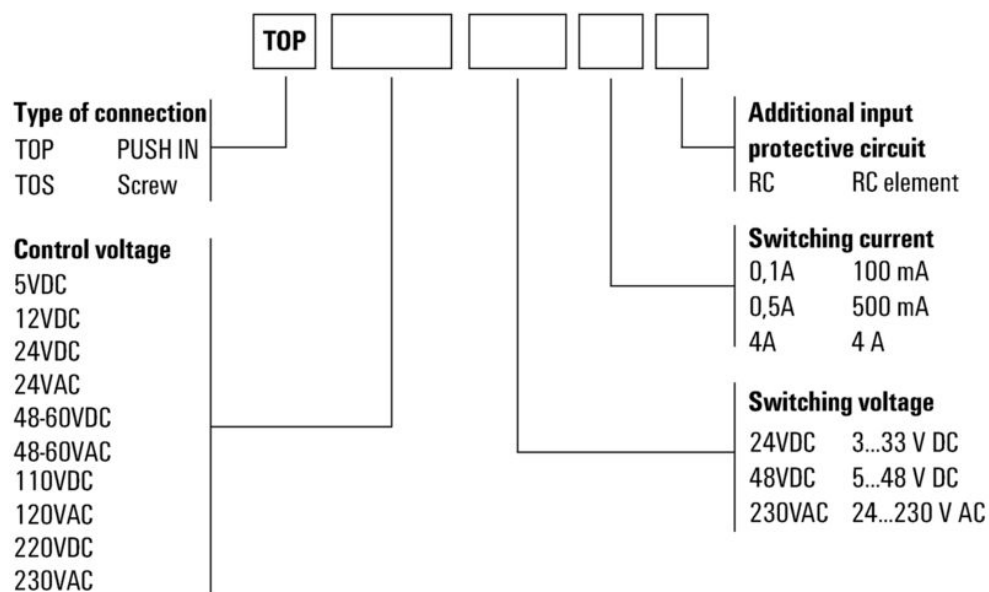 TOP
Type of connection
TOP PUSH IN
TOS Screw
Control voltage
5VDC
12VDC
24VDC
24VAC
48-60VDC
48-60VAC
110VDC
120VAC
220VDC
230VAC
Additional input
protective circuit
RC RC element
Switching current
0,1A 100 mA
0,5A 500 mA
4A 4 A
Switching voltage
24VDC 3...33 V DC
48VDC 5...48 V DC
230VAC 24...230 V AC